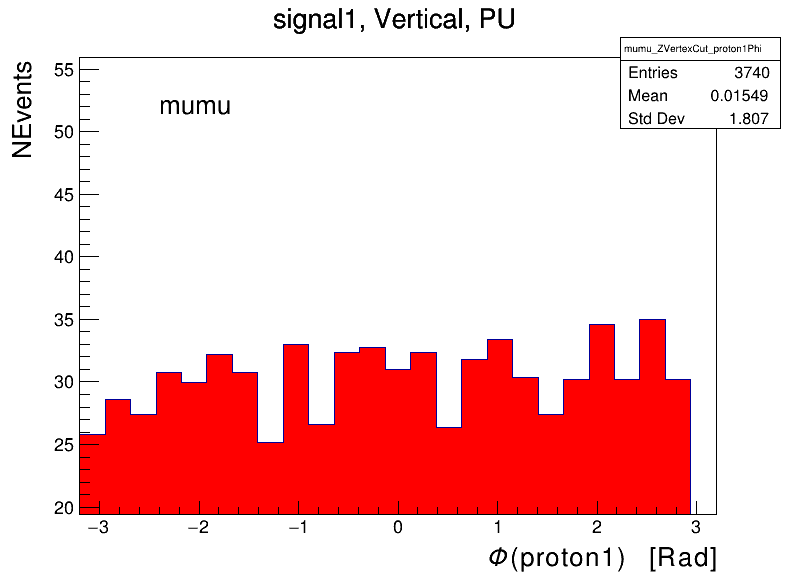 signal1, Vertical, PU
mumu_ZVertexCut_proton1Phi
Entries 3740
Mean 0.01549
Std Dev 1.807
NEvents
mumu
55
50
45
40
35
30
25
20
−3 −2 −1 0 1 2 3
Φ(proton1) [Rad]